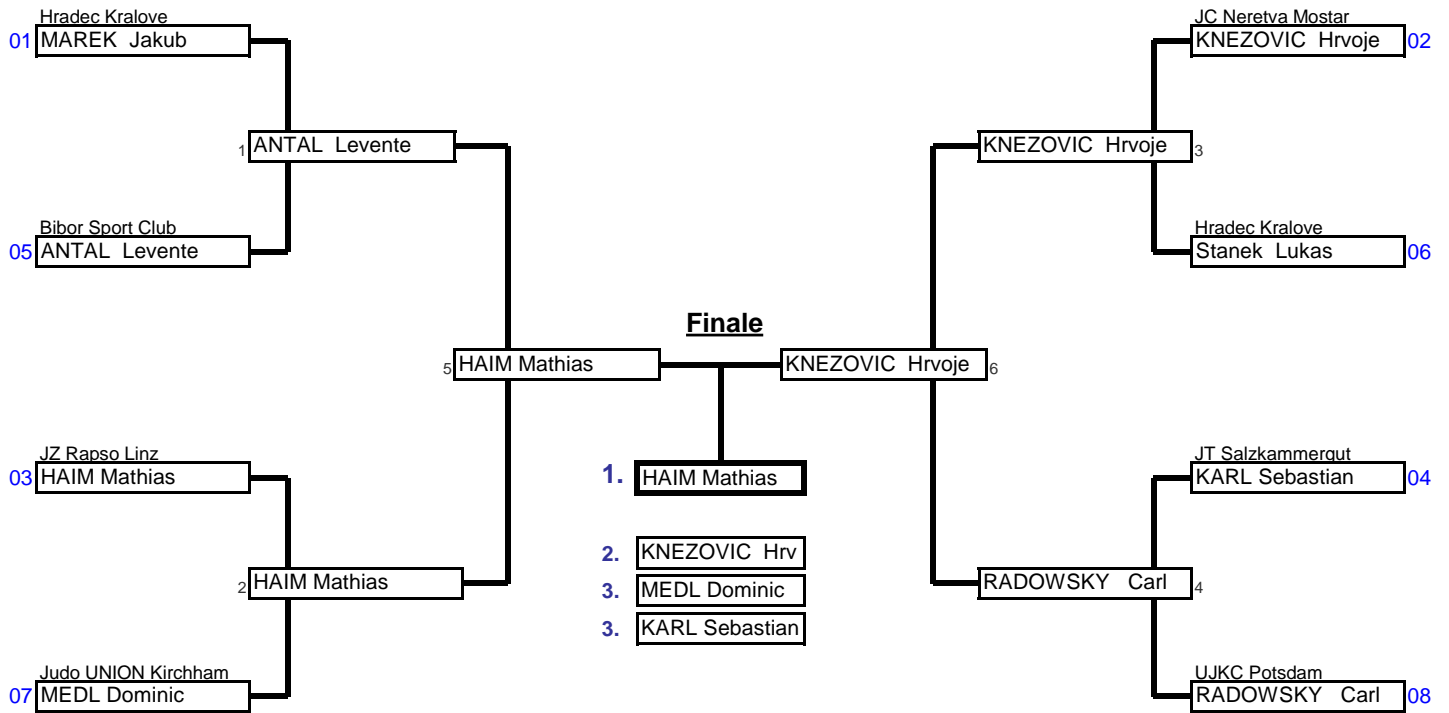 Hradec Kralove
01 MAREK Jakub
JC Neretva Mostar
KNEZOVIC Hrvoje 02
1 ANTAL Levente
KNEZOVIC Hrvoje 3
Bibor Sport Club
05 ANTAL Levente
Hradec Kralove
Stanek Lukas 06
Finale
5 HAIM Mathias
KNEZOVIC Hrvoje 6
JZ Rapso Linz
03 HAIM Mathias
1. HAIM Mathias
JT Salzkammergut
KARL Sebastian 04
2. KNEZOVIC Hrv
2 HAIM Mathias
3. MEDL Dominic
RADOWSKY Carl 4
3. KARL Sebastian
Judo UNION Kirchham
07 MEDL Dominic
UJKC Potsdam
RADOWSKY Carl 08